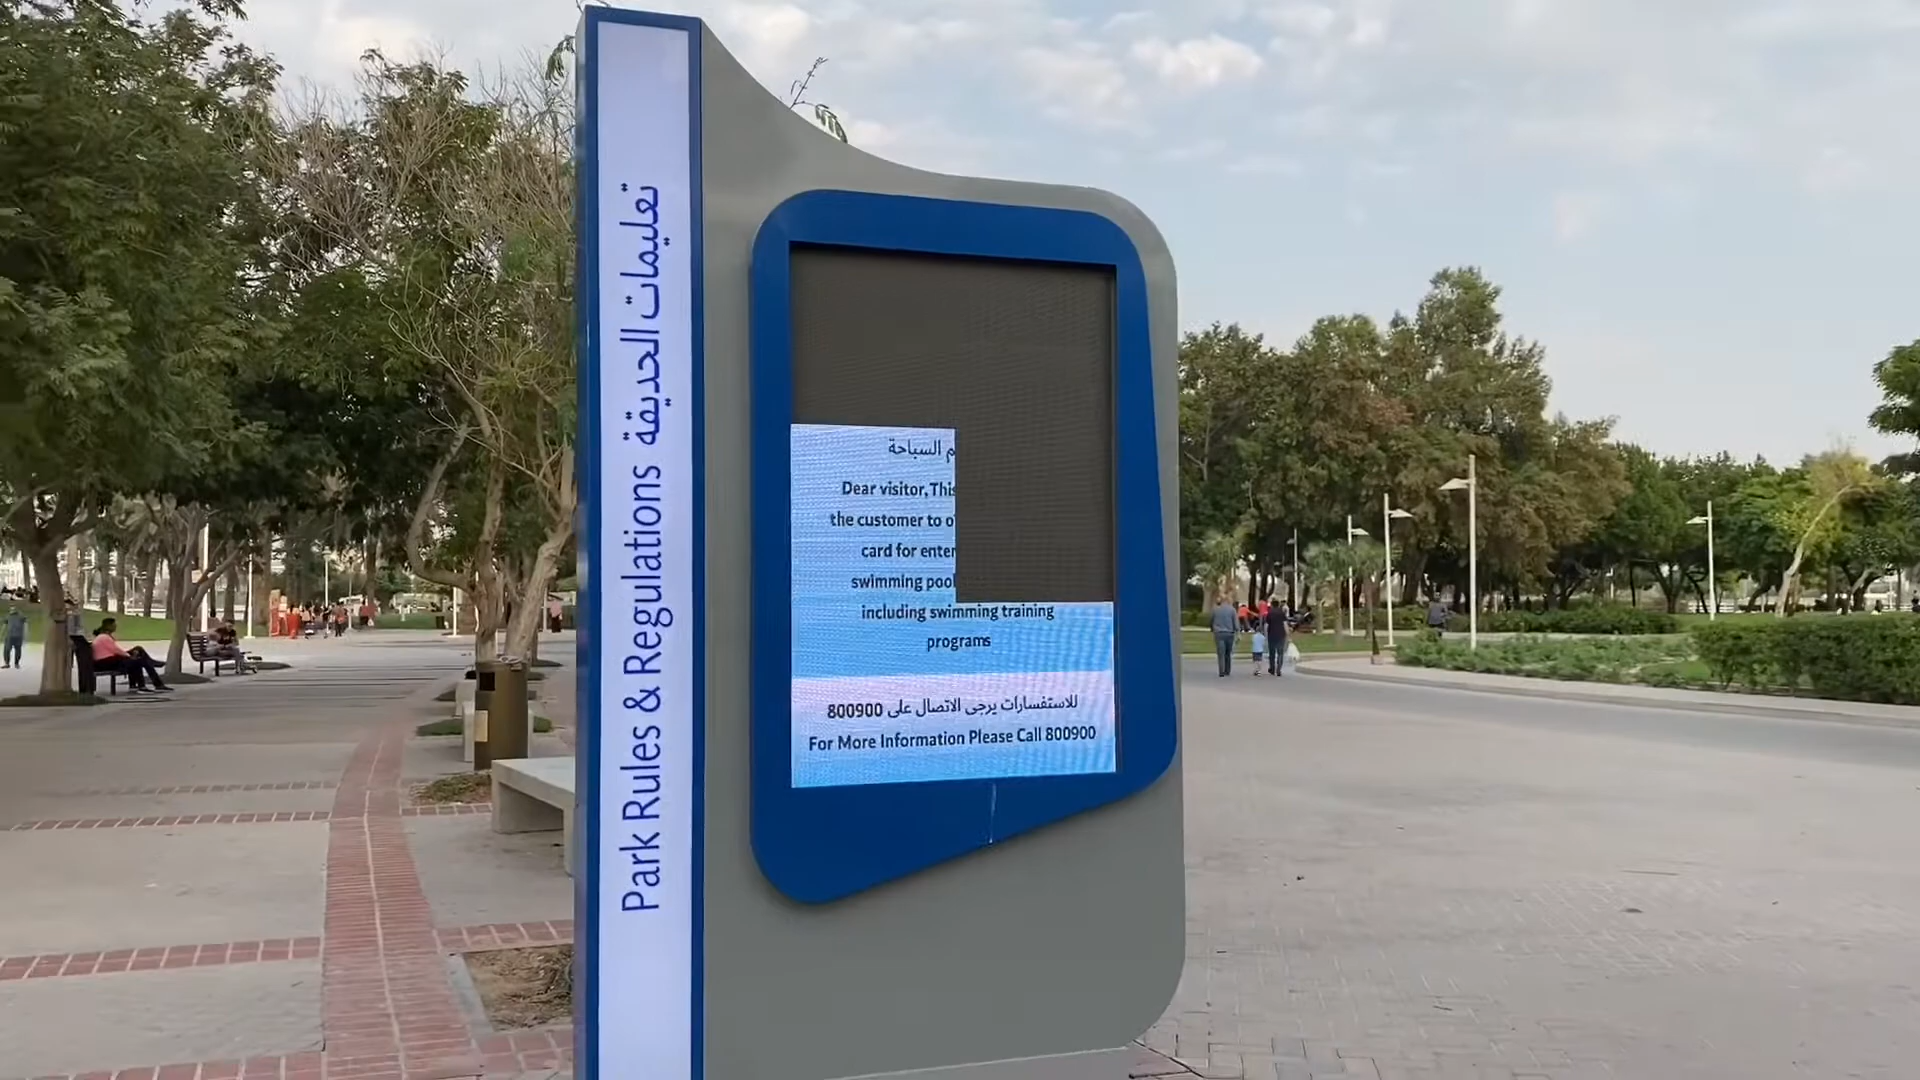 تعليمات الحديقة
Park Rules & Regulations
م السباحة
Dear visitor, This
the customer to o
card for enter
swimming pool
including swimming training
programs
للاستفسارات يرجى الاتصال على 800900
For More Information Please Call 800900